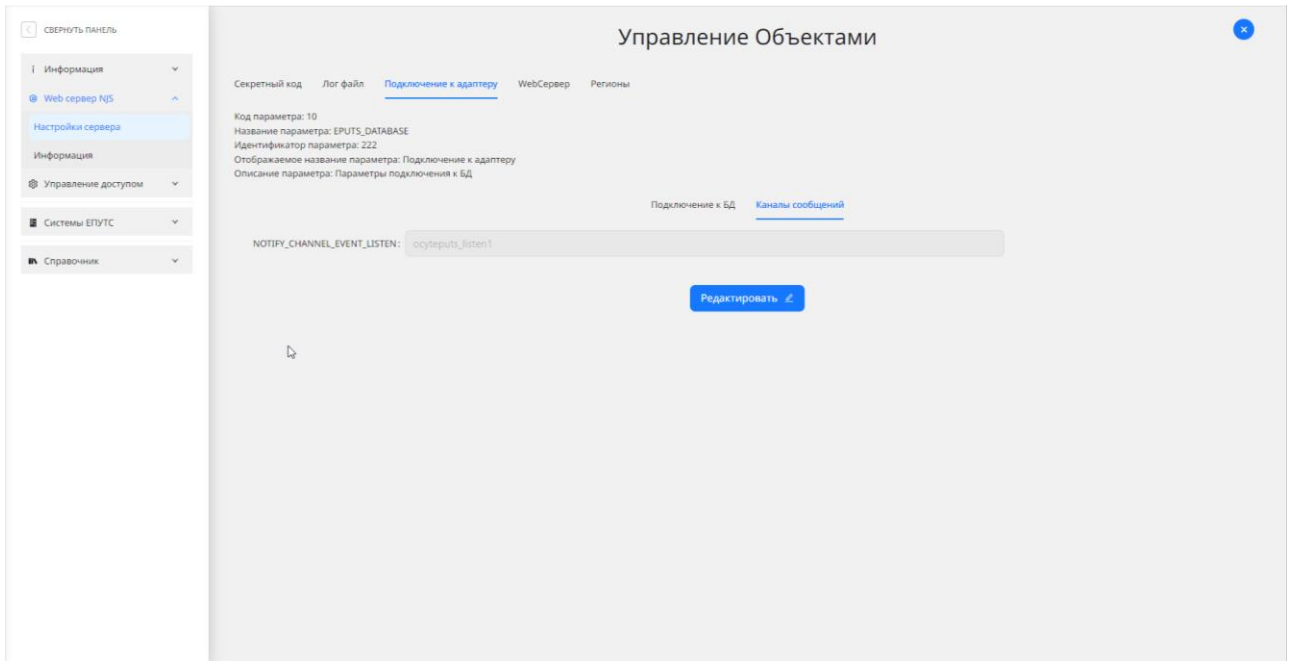 СВЕРНУТЬ ПАНЕЛЬ
Информация
Web сервер NJS
Настройки сервера
Информация
Управление доступом
Системы ЕПУТС
Справочник
Управление Объектами
Секретный код Лог файл Подключение к адаптеру WebСервер Регионы
Код параметра: 10
Название параметра: EPUTS_DATABASE
Идентификатор параметра: 222
Отображаемое название параметра: Подключение к адаптеру
Описание параметра: Параметры подключения к БД
Подключение к БД Каналы сообщений
NOTIFY_CHANNEL_EVENT_LISTEN: ocyteputs_listen1
Редактировать